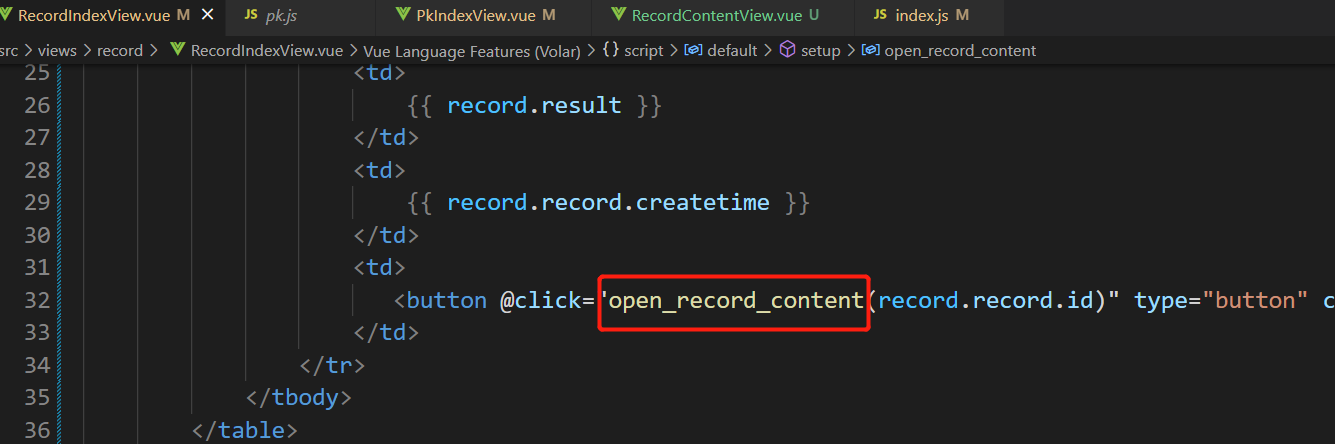 RecordIndexView.vue M JS pk.js PkIndexView.vue M RecordContentView.vue U JS index.js M
src > views > record > RecordIndexView.vue > Vue Language Features (Volar) > {} script > default > setup > open_record_content
25 <td>
26 {{ record.result }}
27 </td>
28 <td>
29 {{ record.record.createtime }}
30 </td>
31 <td>
32 <button @click="open_record_content(record.record.id)" type="button" c
33 </td>
34 </tr>
35 </tbody>
36 </table>